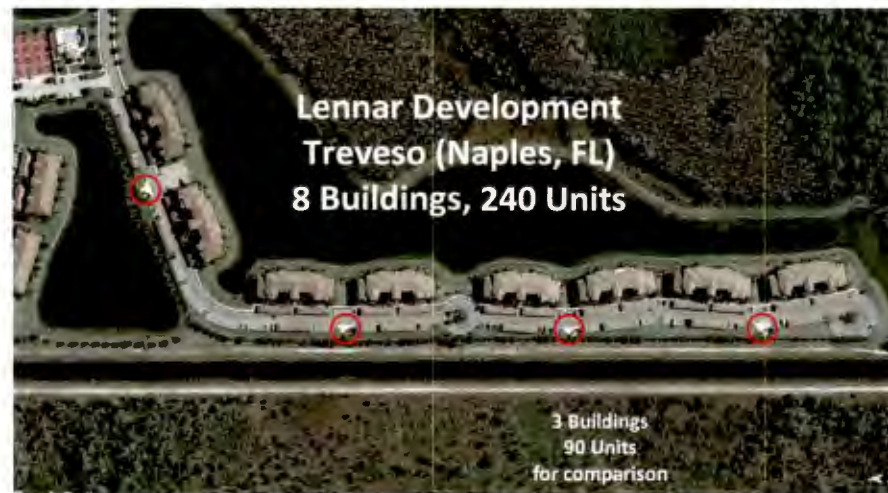 Lennar Development
Treveso (Naples, FL)
8 Buildings, 240 Units
3 Buildings
90 Units
for comparison